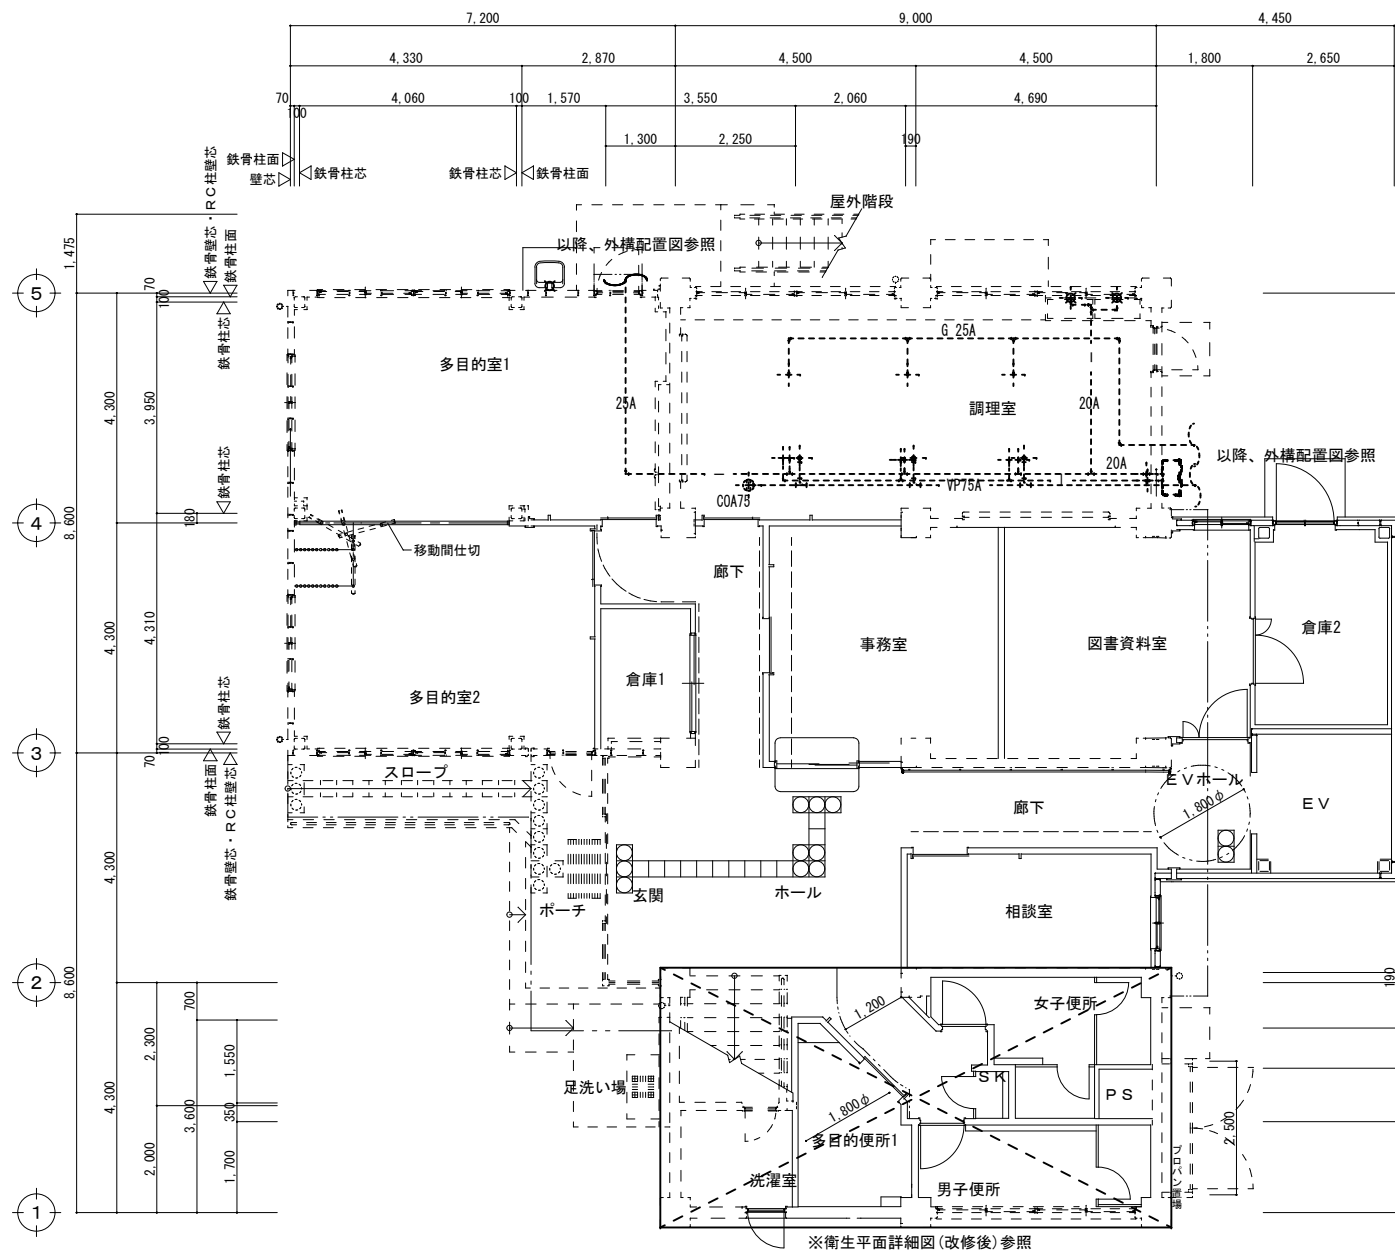 7,200
9,000
4,450
4,330
2,870
4,500
4,500
1,800
2,650
70
100
4,060
100
1,570
3,550
2,060
4,690
1,300
2,250
190
鉄骨柱面
壁芯
鉄骨柱芯
鉄骨柱芯
鉄骨柱面
鉄骨壁芯・RC柱壁芯
鉄骨柱面
屋外階段
以降、外構配置図参照
1,475
70
100
5
鉄骨柱芯
G 25A
多目的室1
25A
調理室
20A
4,300
3,950
20A
以降、外構配置図参照
VP75A
COA75
鉄骨柱芯
180
4
8,600
移動間仕切
廊下
事務室
図書資料室
倉庫2
倉庫1
多目的室2
4,300
4,310
鉄骨柱芯
100
70
3
鉄骨柱面
鉄骨壁芯・RC柱壁芯
スロープ
EVホール
1,800φ
EV
廊下
4,300
玄関
ホール
ポーチ
相談室
2
8,600
190
700
1,200
女子便所
2,300
1,550
足洗い場
SK
PS
4,300
3,600
350
1,800φ
2,500
多目的便所1
2,000
1,700
洗濯室
男子便所
プロパン置場
1
※衛生平面詳細図(改修後)参照